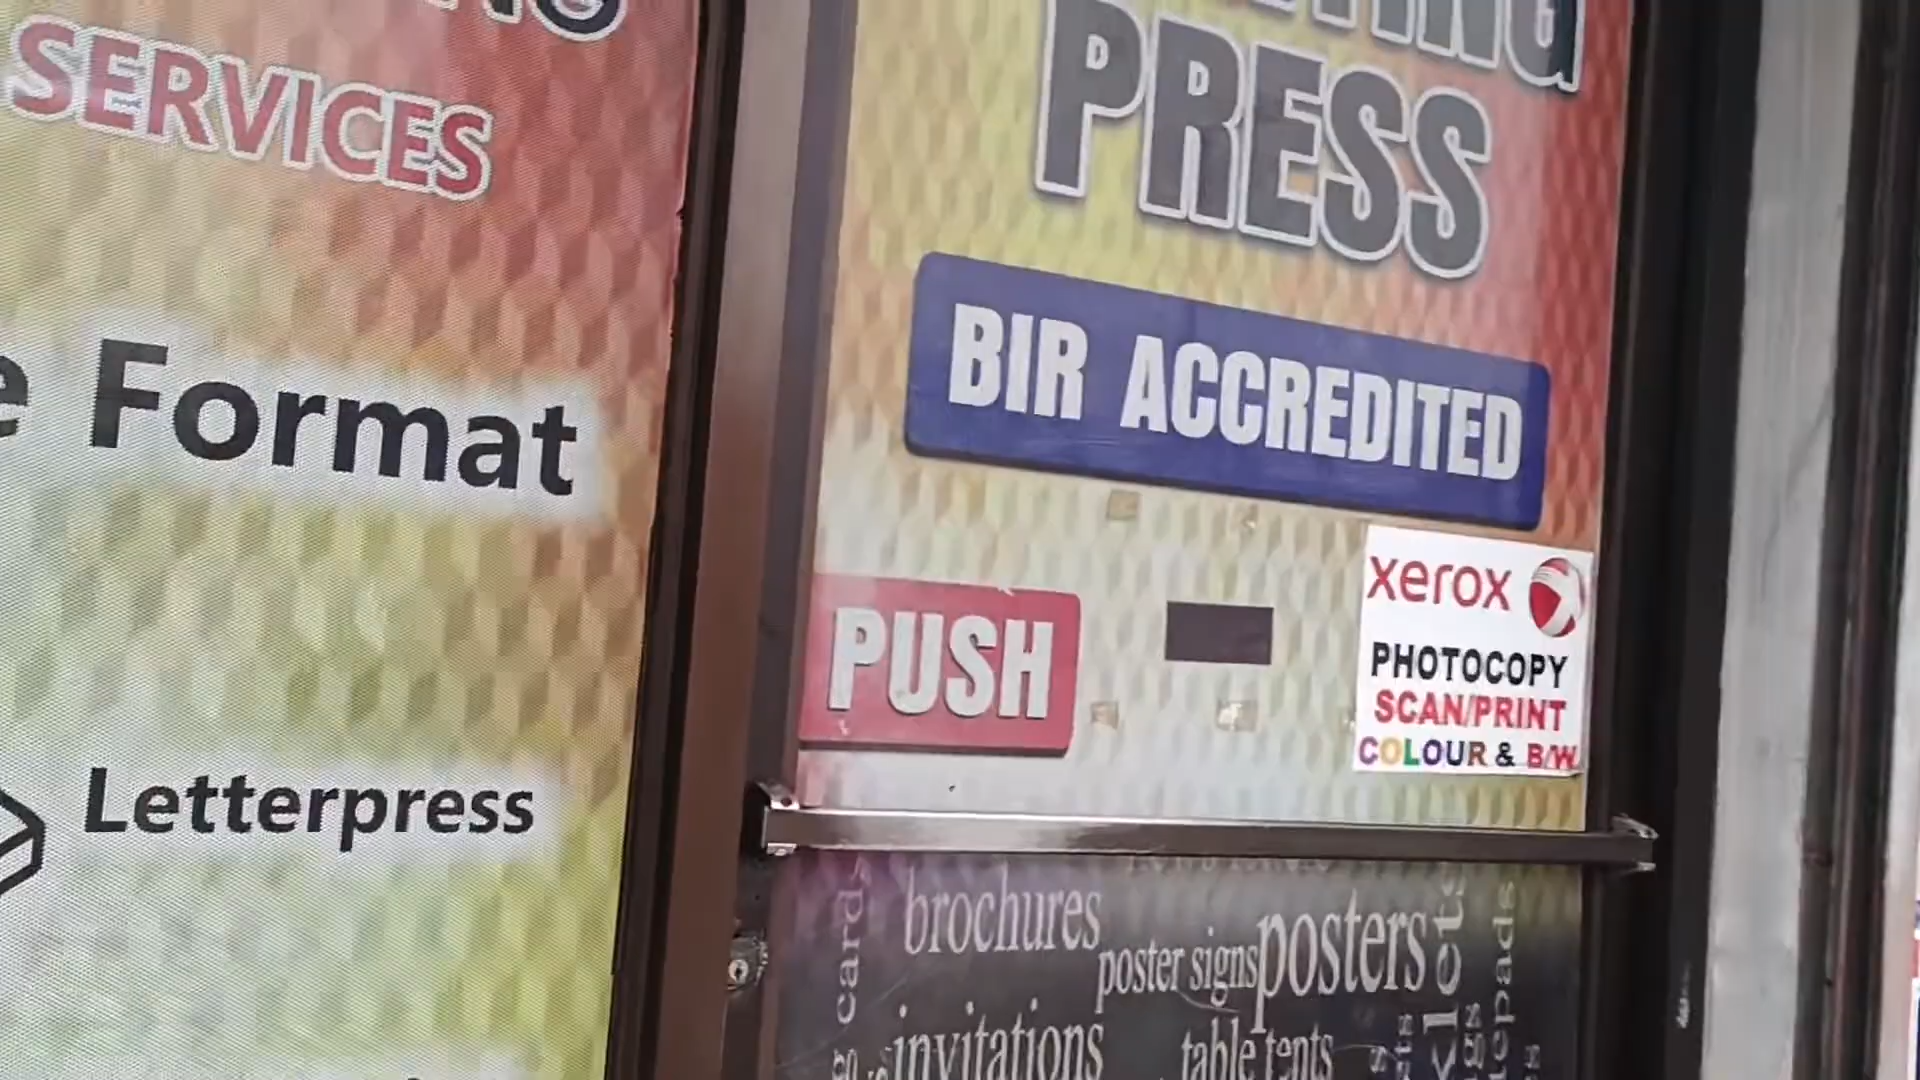 SERVICES
Format
Letterpress
PRESS
BIR ACCREDITED
PUSH
xerox
PHOTOCOPY
SCAN/PRINT
COLOUR & B/W
brochures
poster signs
posters
invitations
table tents